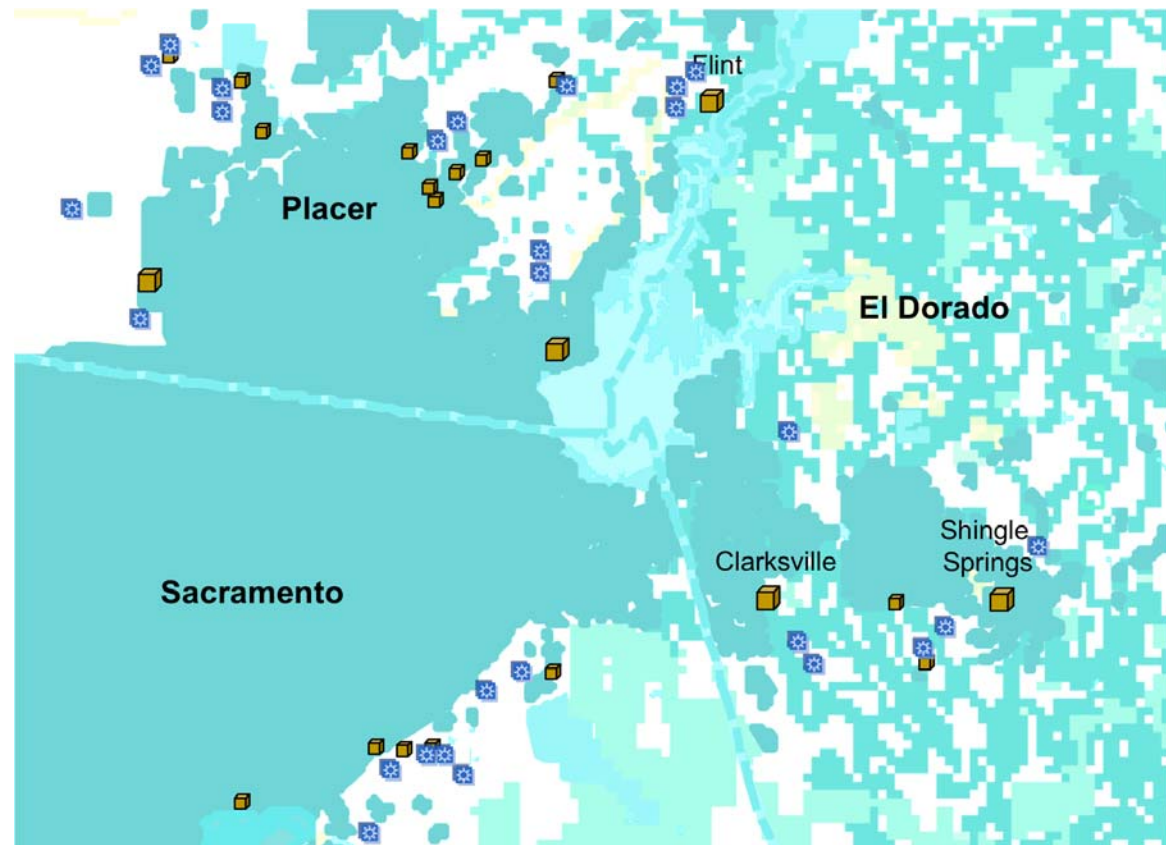 Flint
Placer
El Dorado
Shingle
Springs
Clarksville
Sacramento